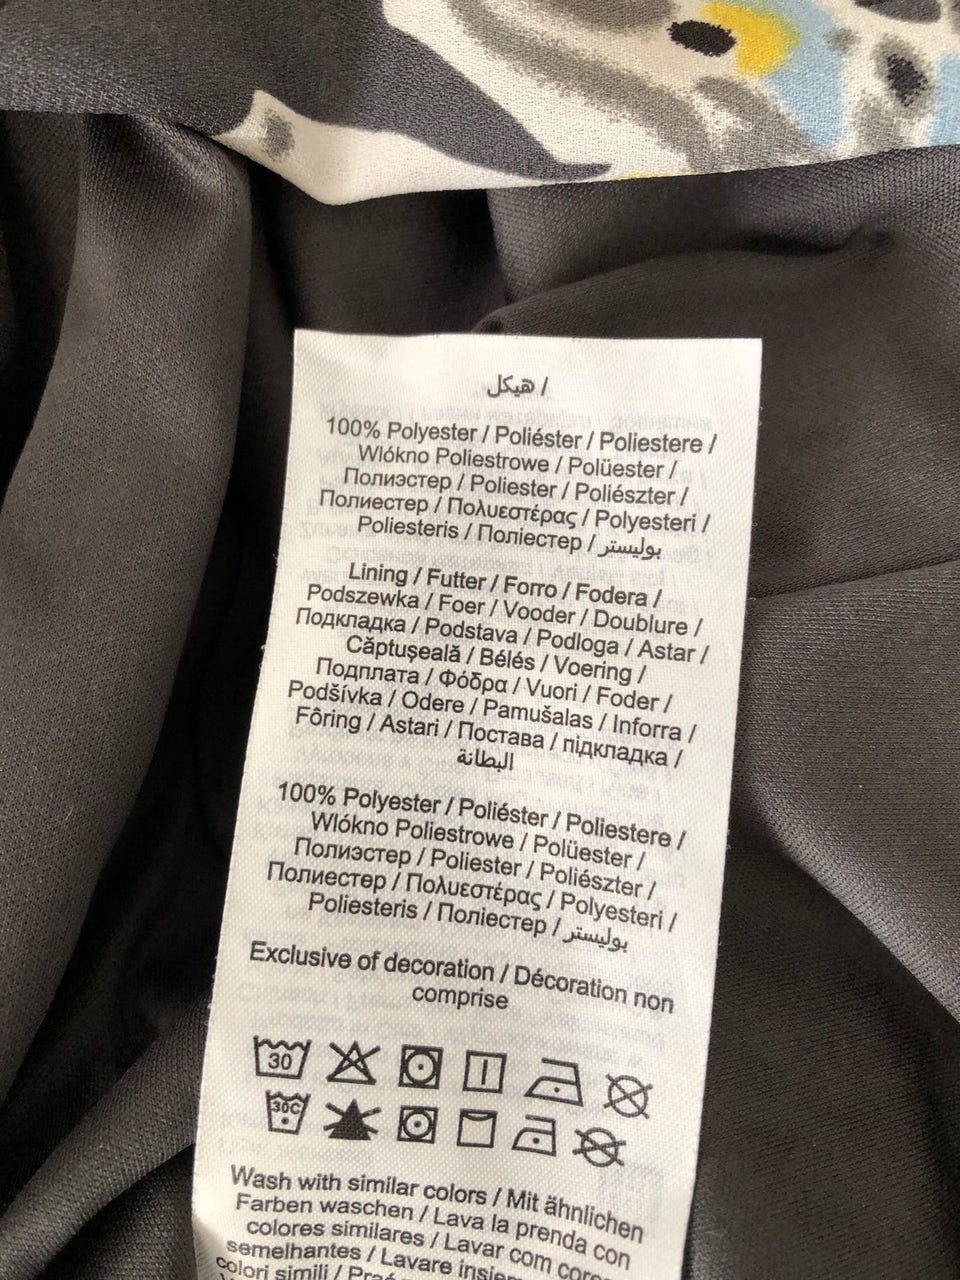 هيكل /
100% Polyester / Poliéster / Poliestere /
Wlókno Poliestrowe / Polüester /
Полиэстер / Poliester / Poliészter /
Полиестер / Πολυεστέρας / Polyesteri /
Poliesteris / Поліестер / بوليستر
Lining / Futter / Forro / Fodera /
Podszewka / Foer / Vooder / Doublure /
Подкладка / Podstava / Podloga / Astar /
Căptușeală / Bélés / Voering /
Подплата / Φόδρα / Vuori / Foder /
Podšívka / Odere / Pamušalas / Inforra /
Fôring / Astari / Постава / підкладка /
البطانة
100% Polyester / Poliéster / Poliestere /
Wlókno Poliestrowe / Polüester /
Полиэстер / Poliester / Poliészter /
Полиестер / Πολυεστέρας / Polyesteri /
Poliesteris / Поліестер / بوليستر
Exclusive of decoration / Décoration non
comprise
30
30C
Wash with similar colors / Mit ähnlichen
Farben waschen / Lava la prenda con
colores similares / Lavar com cores
semelhantes / Lavare insiem
colori simili /